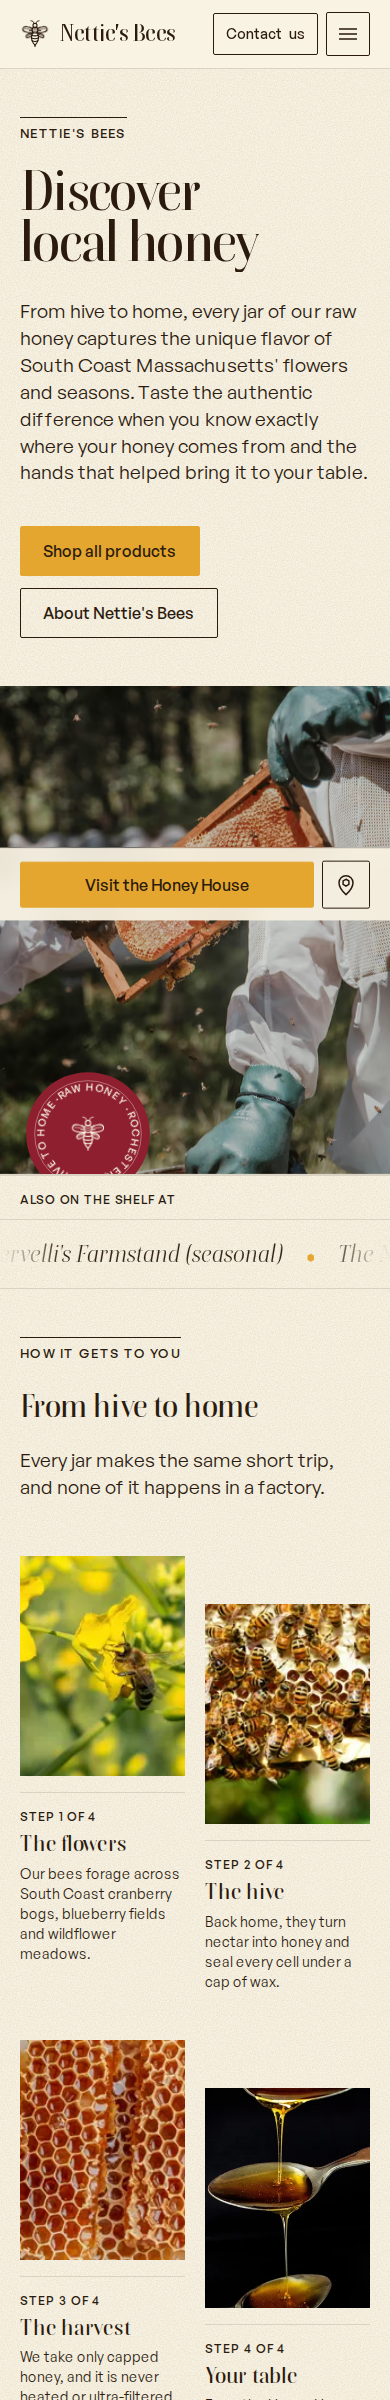 Nettie's Bees
Contact us
NETTIE'S BEES
Discover
local honey
From hive to home, every jar of our raw
honey captures the unique flavor of
South Coast Massachusetts' flowers
and seasons. Taste the authentic
difference when you know exactly
where your honey comes from and the
hands that helped bring it to your table.
Shop all products
About Nettie's Bees
Visit the Honey House
TO HOME · RAW HONEY ·
ALSO ON THE SHELF AT
Farmstand (seasonal)
The
HOW IT GETS TO YOU
From hive to home
Every jar makes the same short trip,
and none of it happens in a factory.
STEP 1 OF 4
The flowers
Our bees forage across
South Coast cranberry
bogs, blueberry fields
and wildflower
meadows.
STEP 2 OF 4
The hive
Back home, they turn
nectar into honey and
seal every cell under a
cap of wax.
STEP 3 OF 4
The harvest
We take only capped
honey, and it is never
heated or ultra-filtered
STEP 4 OF 4
Your table